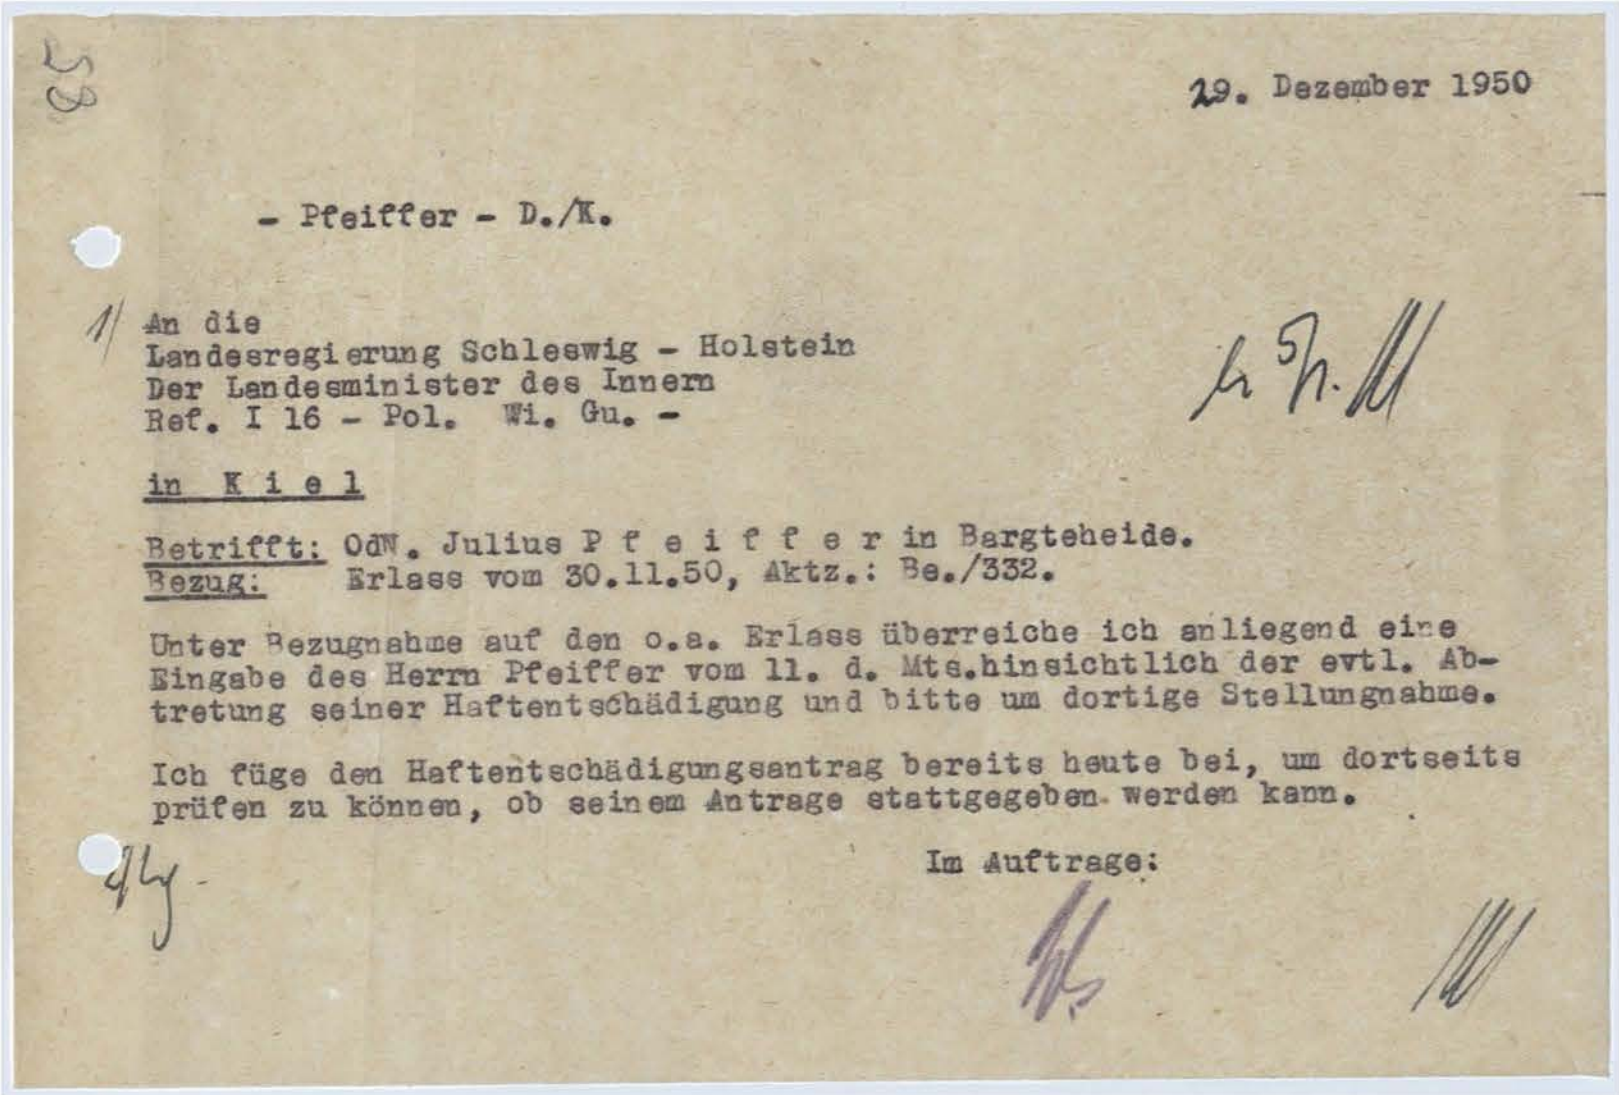 58
29. Dezember 1950
- Pfeiffer - D./K.
1/ An die
Landesregierung Schleswig - Holstein
Der Landesminister des Innern
Ref. I 16 - Pol. Wi. Gu. -
in K i e l
Betrifft: OdN. Julius P f e i f f e r in Bargteheide.
Bezug: Erlass vom 30.11.50, Aktz.: Be./332.
Unter Bezugnahme auf den o.a. Erlass überreiche ich anliegend eine
Eingabe des Herrn Pfeiffer vom 11. d. Mts.hinsichtlich der evtl. Ab-
tretung seiner Haftentschädigung und bitte um dortige Stellungnahme.
Ich füge den Haftentschädigungsantrag bereits heute bei, um dortseits
prüfen zu können, ob seinem Antrage stattgegeben werden kann.
Im Auftrage: